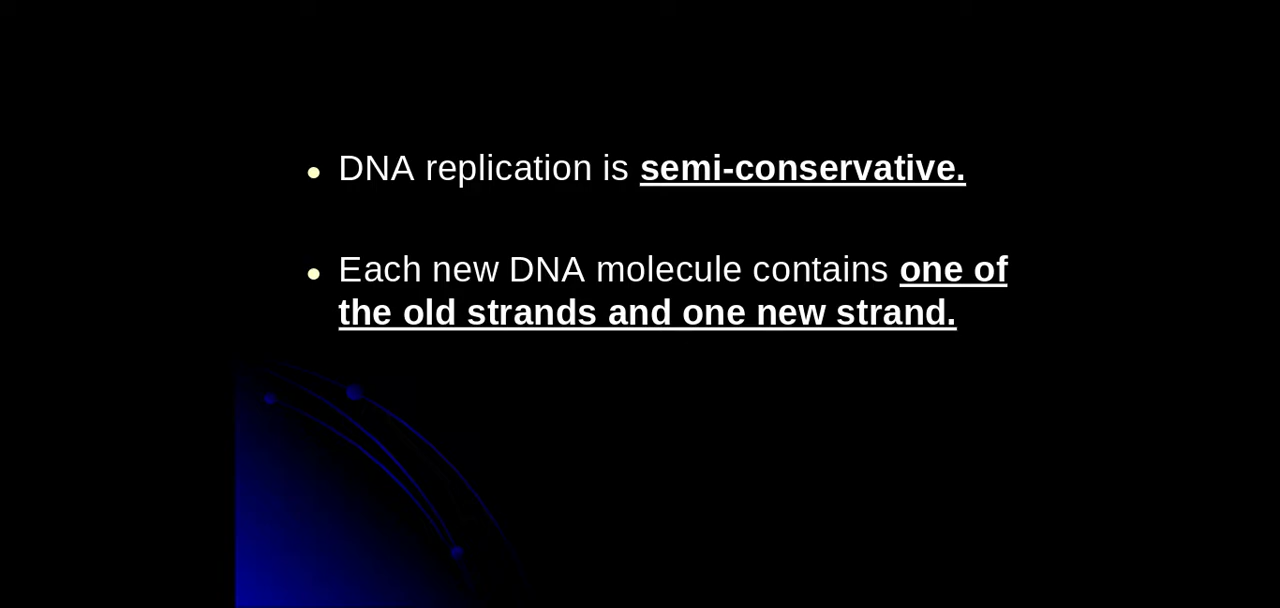 DNA replication is semi-conservative.
Each new DNA molecule contains one of
the old strands and one new strand.